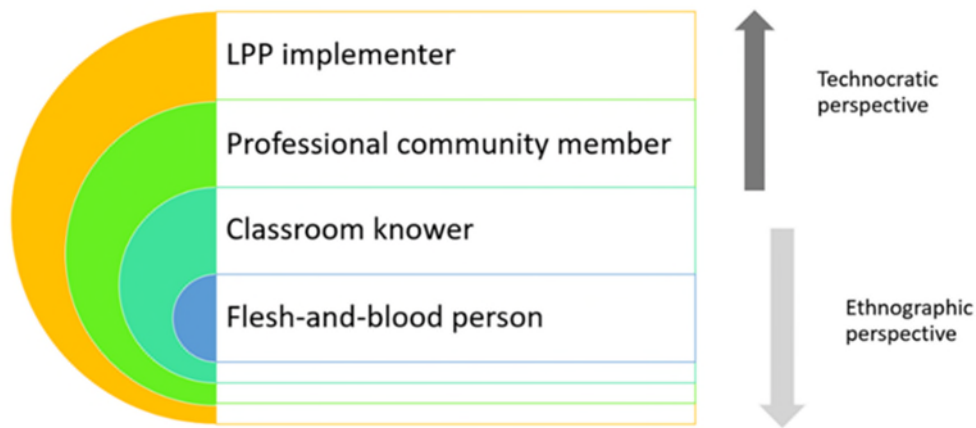 LPP implementer
Technocratic
perspective
Professional community member
Classroom knower
Flesh-and-blood person
Ethnographic
perspective